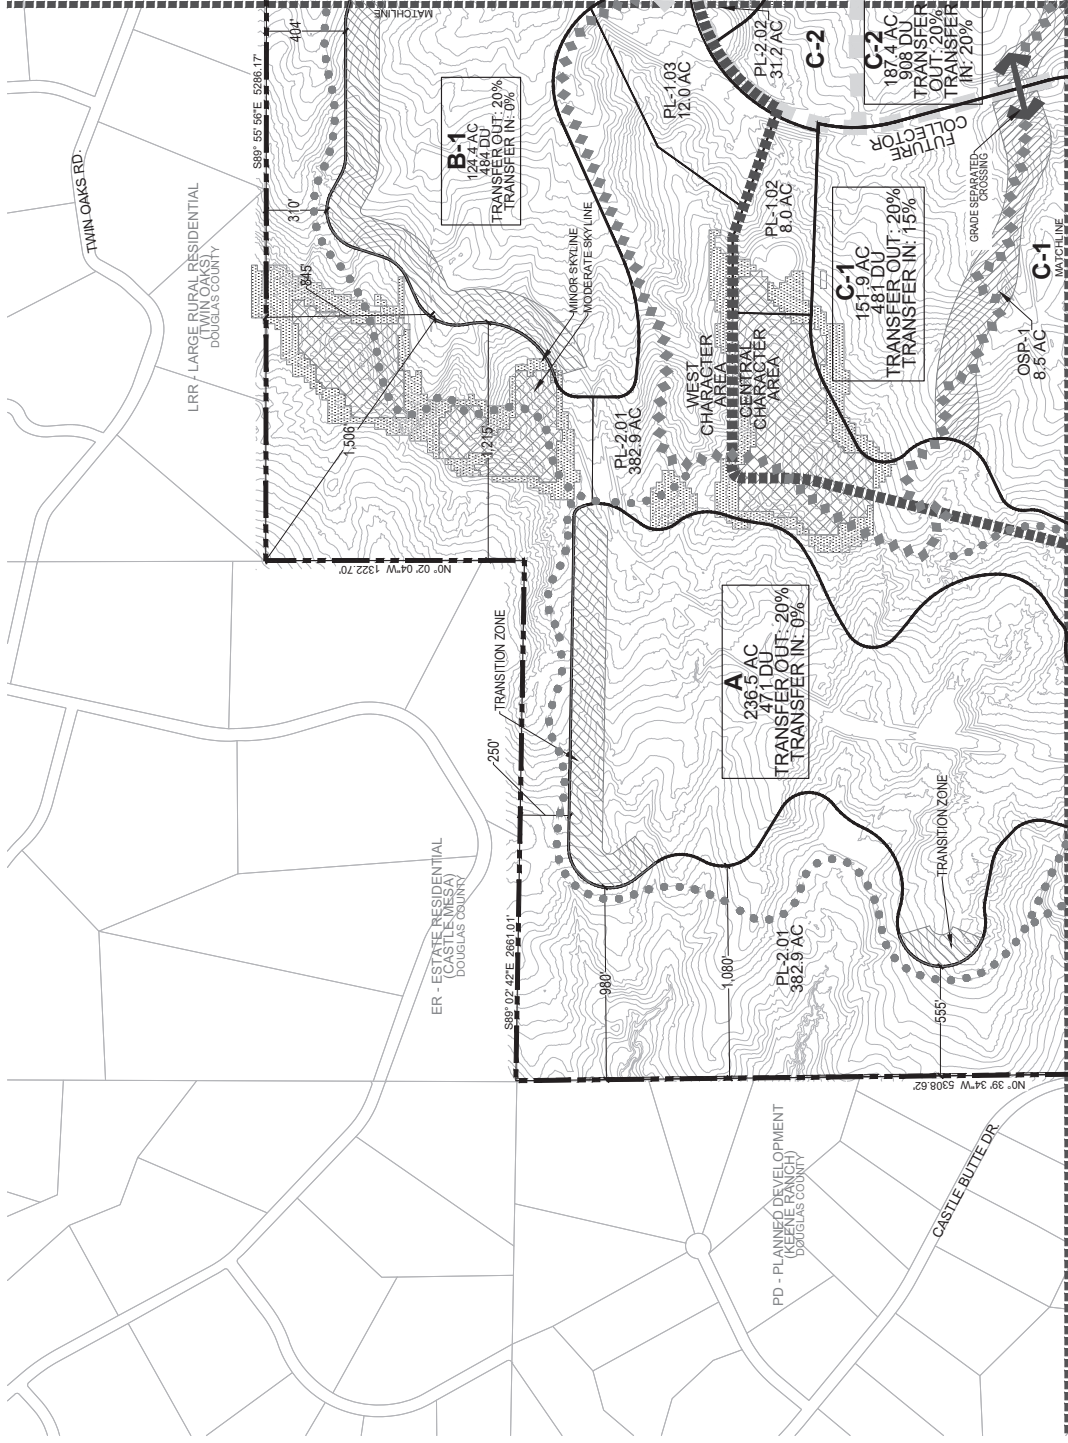 MATCHLINE
404'
S89° 55' 56"E 5286.17'
TWIN OAKS RD.
LRR - LARGE RURAL RESIDENTIAL
(TWIN OAKS)
DOUGLAS COUNTY
310'
845'
1,506'
1,215'
B-1
124.4 AC
484 DU
TRANSFER OUT: 20%
TRANSFER IN: 0%
MINOR SKYLINE
MODERATE SKYLINE
PL-1.03
12.0 AC
PL-2.02
31.2 AC
C-2
C-2
187.4 AC
908 DU
TRANSFER
OUT: 20%
TRANSFER
IN: 20%
FUTURE
COLLECTOR
GRADE SEPARATED
CROSSING
PL-1.02
8.0 AC
C-1
151.9 AC
481 DU
TRANSFER OUT: 20%
TRANSFER IN: 15%
C-1
MATCHLINE
OSP-1
8.5 AC
WEST
CHARACTER
AREA
CENTRAL
CHARACTER
AREA
PL-2.01
382.9 AC
N0° 02' 04"W 1322.70'
TRANSITION ZONE
250'
A
236.5 AC
471 DU
TRANSFER OUT: 20%
TRANSFER IN: 0%
TRANSITION ZONE
ER - ESTATE RESIDENTIAL
(CASTLE MESA)
DOUGLAS COUNTY
S89° 02' 42"E 2661.01'
980'
1,080'
PL-2.01
382.9 AC
555'
N0° 39' 34"W 5308.62'
PD - PLANNED DEVELOPMENT
(KEENE RANCH)
DOUGLAS COUNTY
CASTLE BUTTE DR.